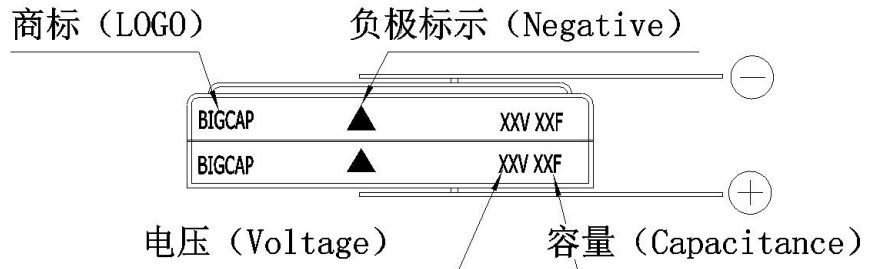 商标（LOGO） 负极标示（Negative）
BIGCAP XXV XXF
BIGCAP XXV XXF
电压（Voltage） 容量（Capacitance）